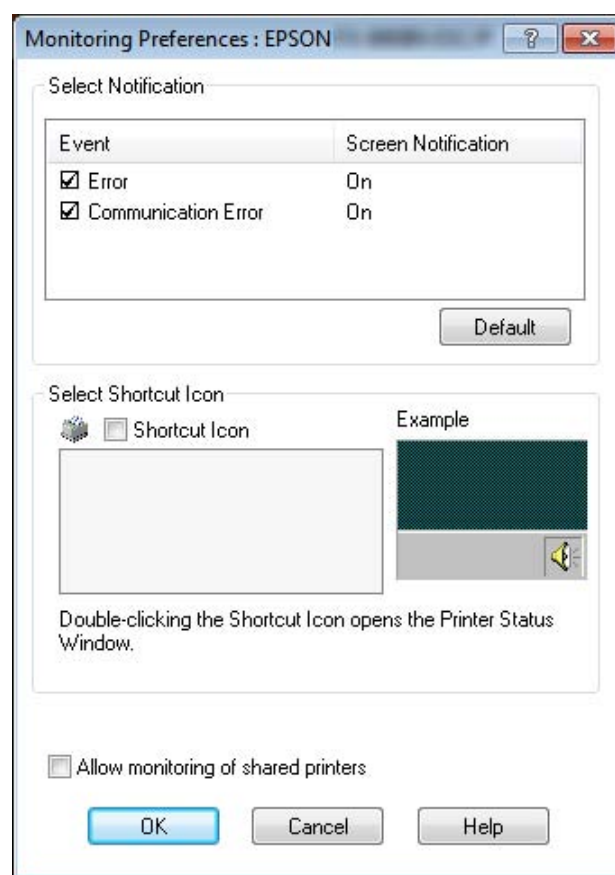 Monitoring Preferences : EPSON
Select Notification
Event Screen Notification
Error On
Communication Error On
Default
Select Shortcut Icon
Shortcut Icon
Example
Double-clicking the Shortcut Icon opens the Printer Status
Window.
Allow monitoring of shared printers
OK Cancel Help